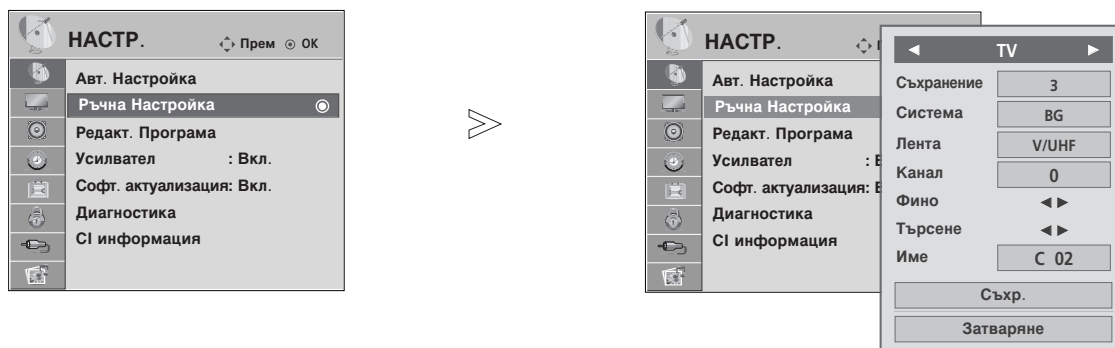 НАСТР. Прем ОК
Авт. Настройка
Ръчна Настройка
Редакт. Програма
Усилвател : Вкл.
Софт. актуализация: Вкл.
Диагностика
CI информация
НАСТР.
Авт. Настройка
Ръчна Настройка
Редакт. Програма
Усилвател : В
Софт. актуализация: В
Диагностика
CI информация
◄ TV ►
Съхранение 3
Система BG
Лента V/UHF
Канал 0
Фино ◄ ►
Търсене ◄ ►
Име C 02
Съхр.
Затваряне